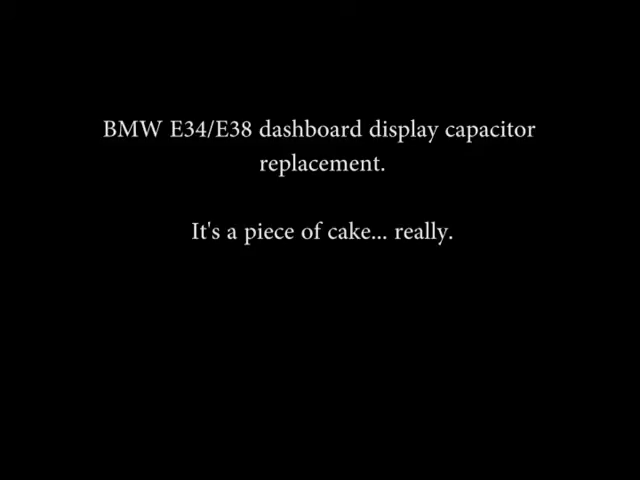 BMW E34/E38 dashboard display capacitor
replacement.
It's a piece of cake... really.